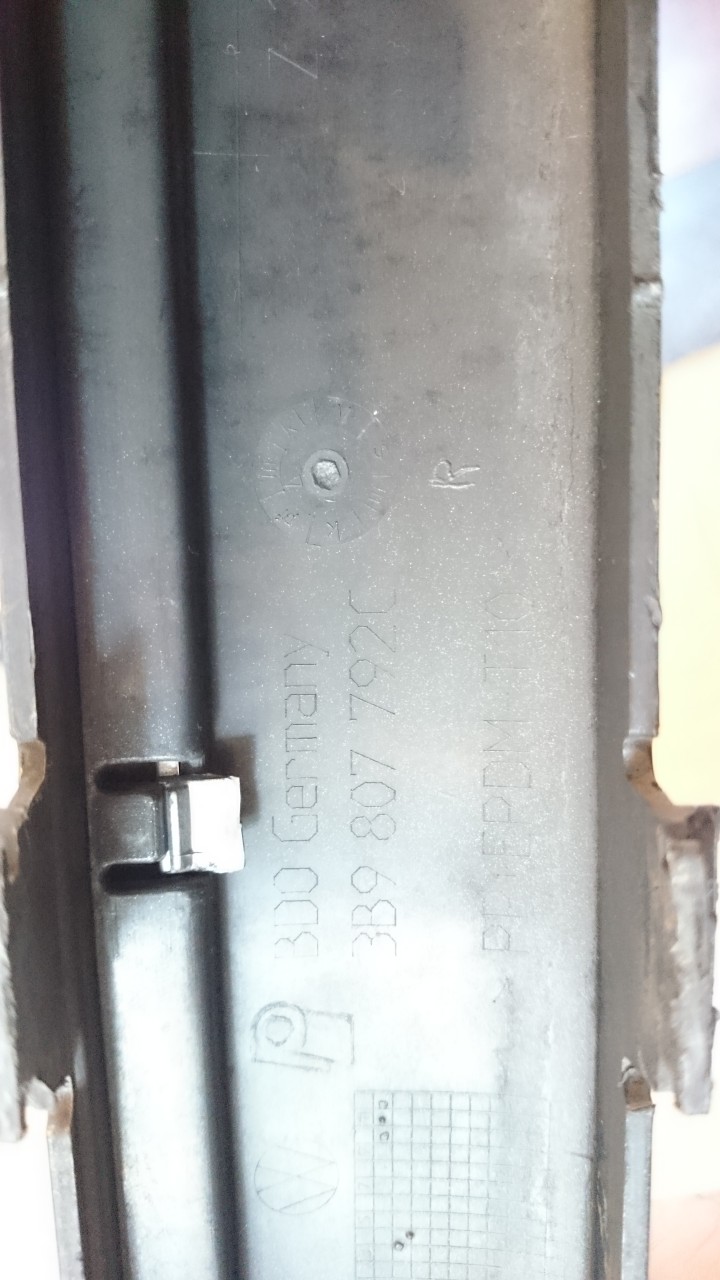 R
BDO Germany
3B9 807 792C
>PP+EPDM-T10<